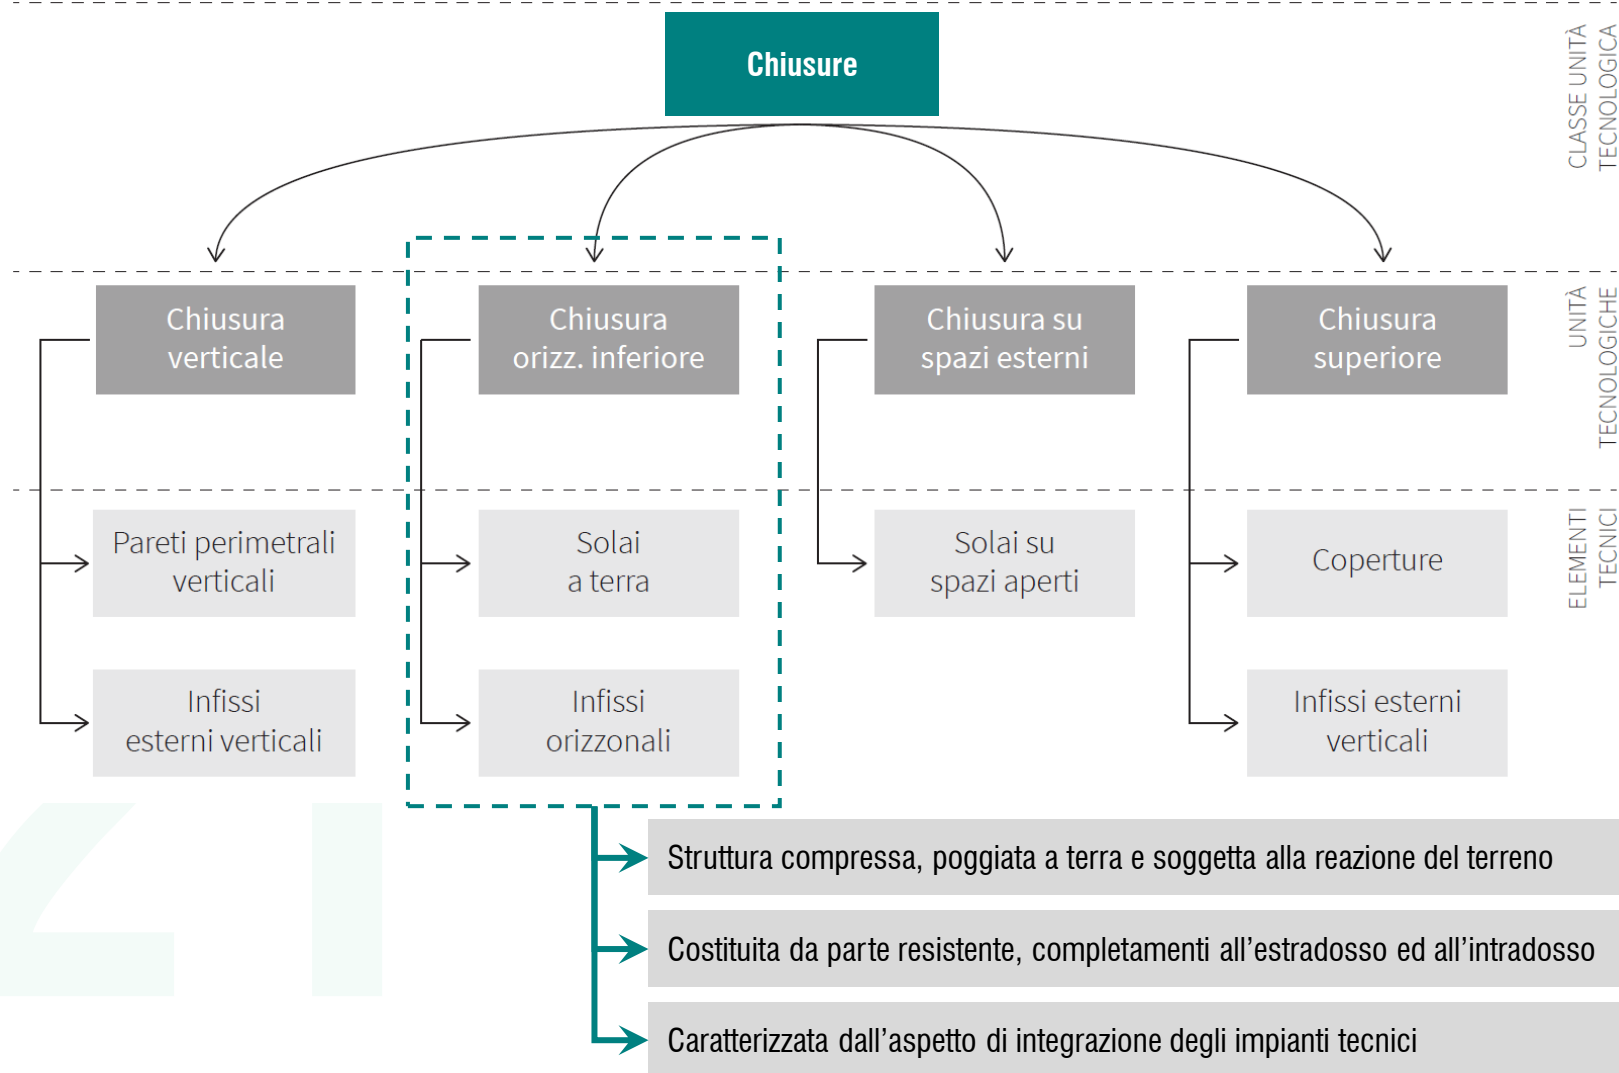 Chiusure
CLASSE UNITÀ
TECNOLOGICA
Chiusura
verticale
Chiusura
orizz. inferiore
Chiusura su
spazi esterni
Chiusura
superiore
UNITÀ
TECNOLOGICHE
Pareti perimetrali
verticali
Solai
a terra
Solai su
spazi aperti
Coperture
ELEMENTI
TECNICI
Infissi
esterni verticali
Infissi
orizzonali
Infissi esterni
verticali
Struttura compressa, poggiata a terra e soggetta alla reazione del terreno
Costituita da parte resistente, completamenti all’estradosso ed all’intradosso
Caratterizzata dall’aspetto di integrazione degli impianti tecnici